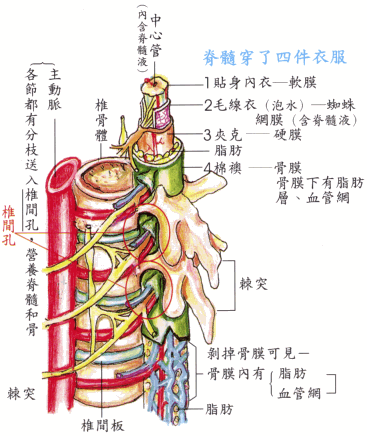 脊髓穿了四件衣服
中心管
(內含脊髓液)
1貼身內衣—軟膜
2毛線衣(泡水)—蜘蛛
網膜(含脊髓液)
3夾克—硬膜
脂肪
4棉襖—骨膜
骨膜下有脂肪
層、血管網
主動脈
各節都有分枝送入椎間孔,營養脊髓和骨
椎骨體
椎間孔
棘突
剝掉骨膜可見—
骨膜內有{脂肪
血管網
脂肪
棘突
椎間板